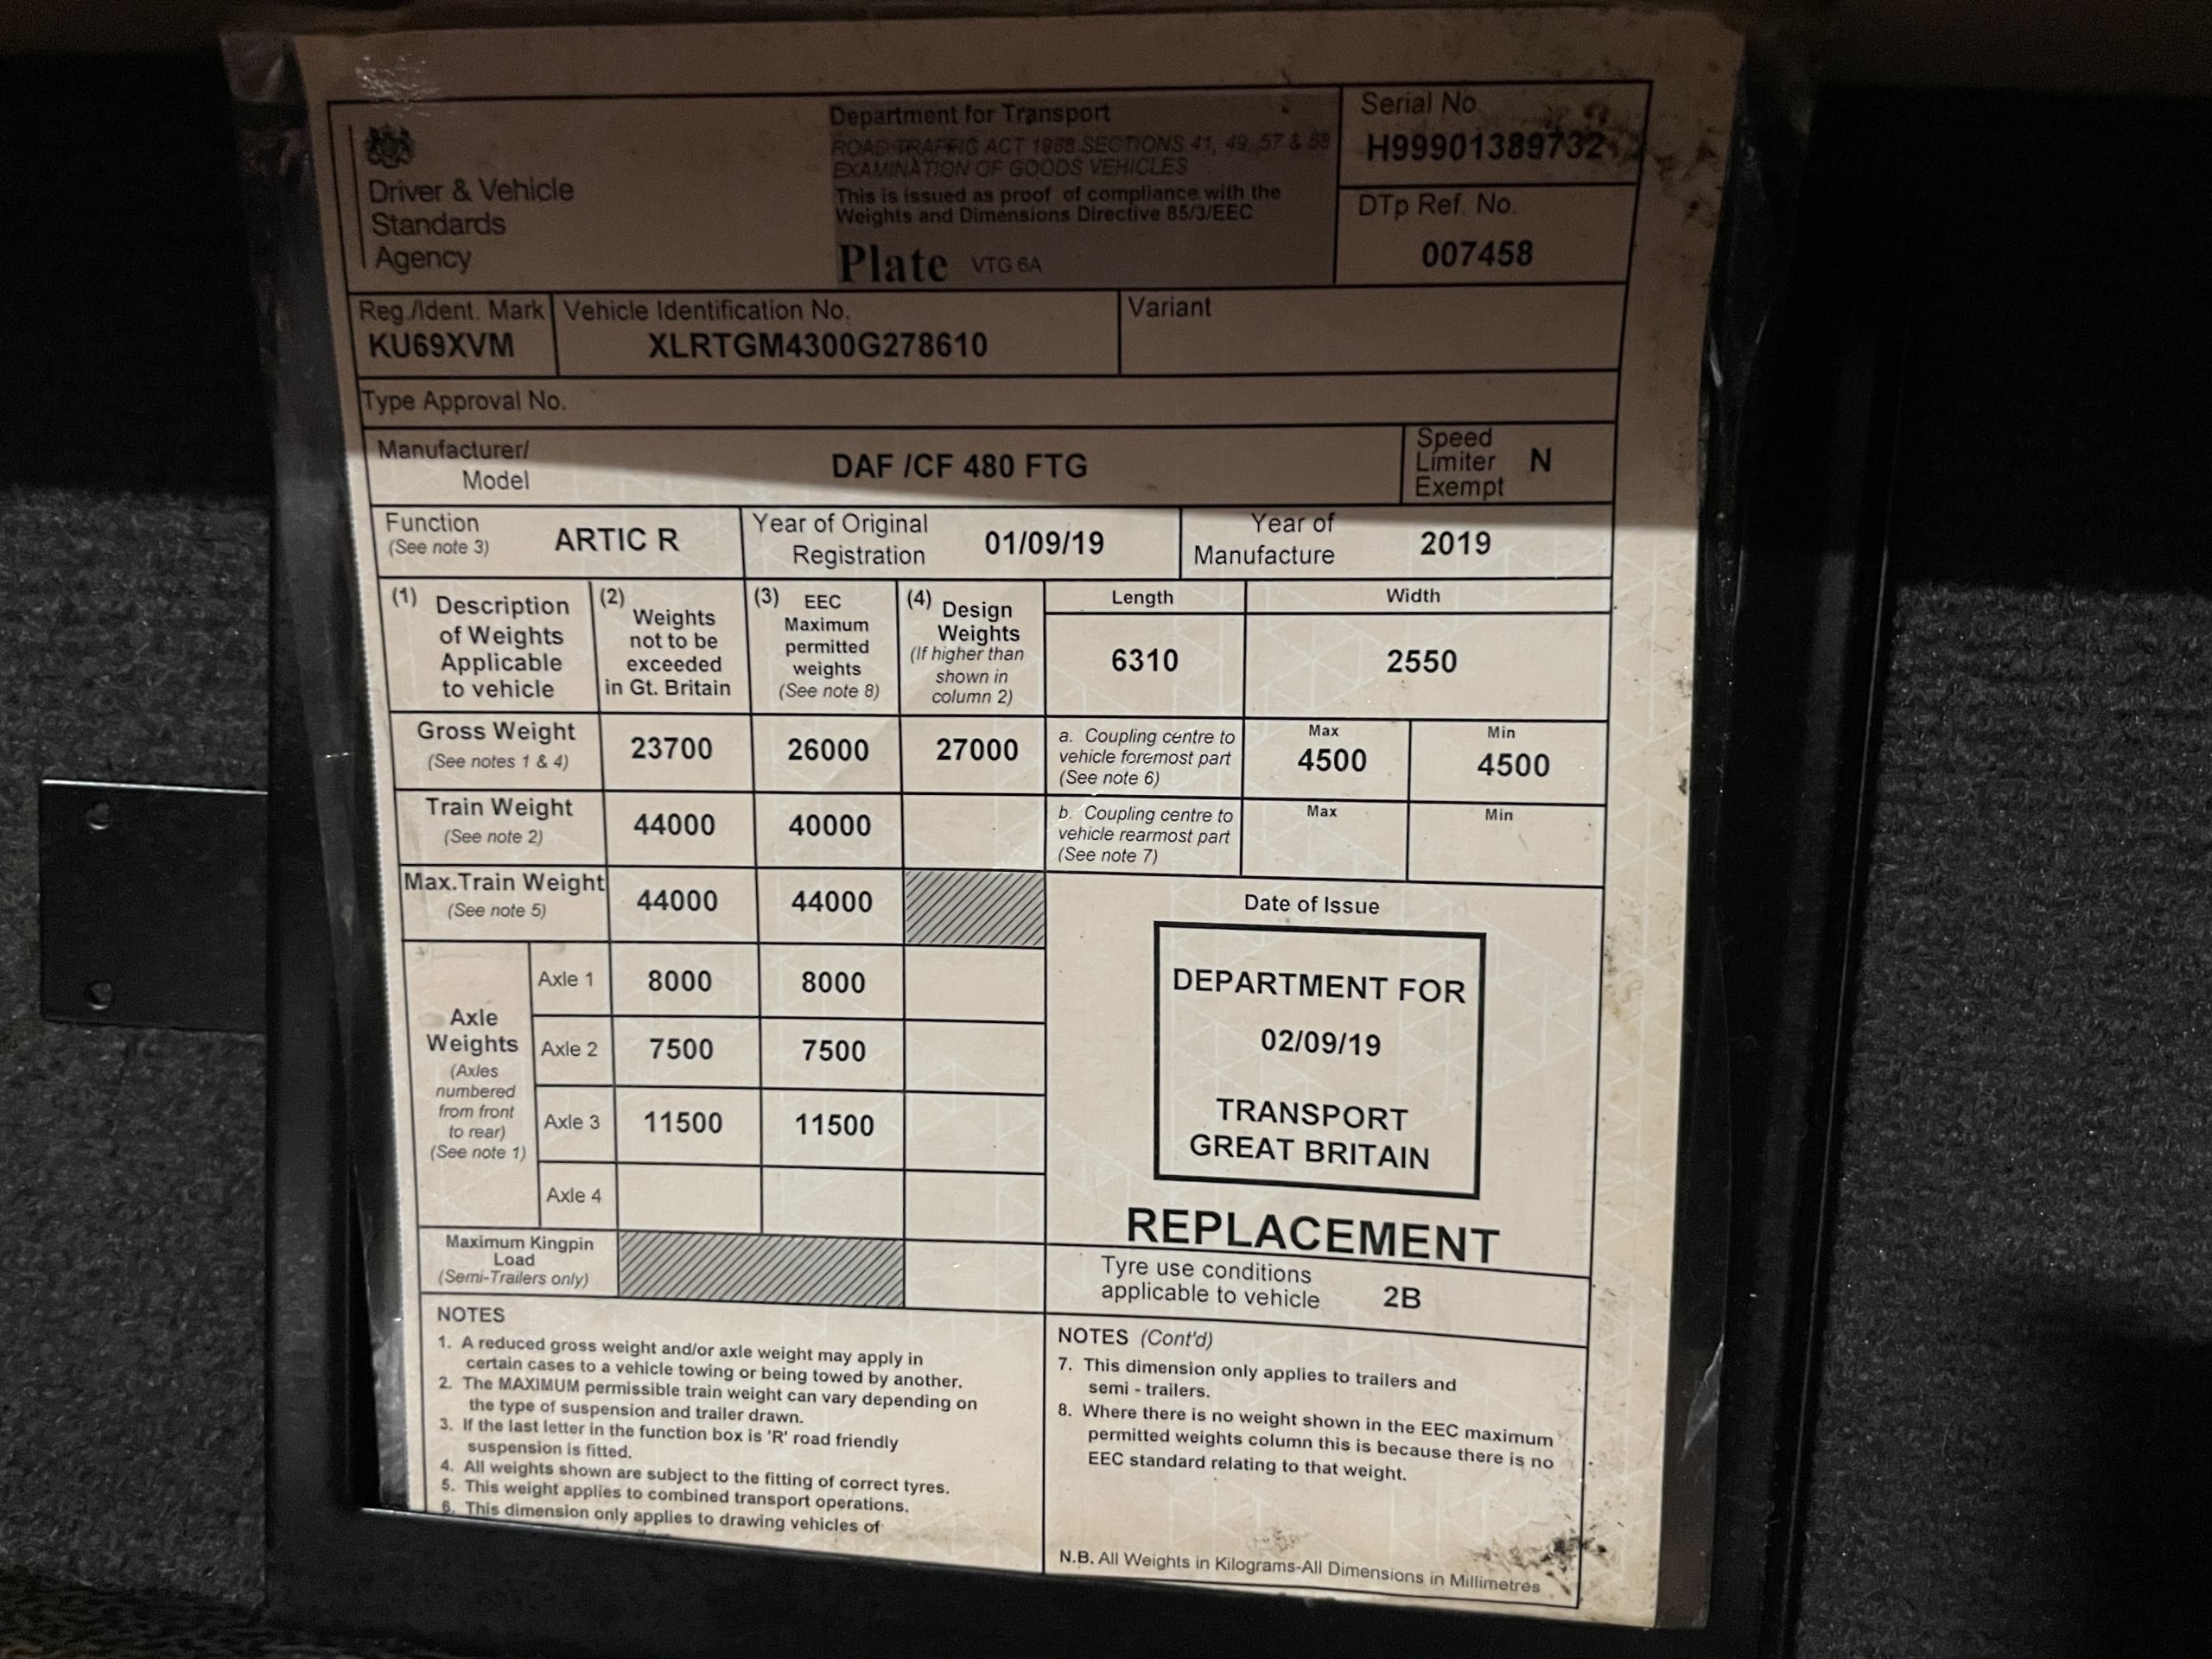 Driver & Vehicle
Standards
Agency
Department for Transport
ROAD TRAFFIC ACT 1988 SECTIONS 41, 49, 57 & 58
EXAMINATION OF GOODS VEHICLES
This is issued as proof of compliance with the
Weights and Dimensions Directive 85/3/EEC
Plate VTG 6A
Serial No.
H99901389732
DTp Ref. No.
007458
Reg./Ident. Mark
KU69XVM
Vehicle Identification No.
XLRTGM4300G278610
Variant
Type Approval No.
Manufacturer/
Model
DAF /CF 480 FTG
Speed
Limiter
Exempt
N
Function
(See note 3)
ARTIC R
Year of Original
Registration
01/09/19
Year of
Manufacture
2019
(1) Description
of Weights
Applicable
to vehicle
(2) Weights
not to be
exceeded
in Gt. Britain
(3) EEC
Maximum
permitted
weights
(See note 8)
(4) Design
Weights
(If higher than
shown in
column 2)
Length
6310
Width
2550
Gross Weight
(See notes 1 & 4)
23700
26000
27000
a. Coupling centre to
vehicle foremost part
(See note 6)
Max
4500
Min
4500
Train Weight
(See note 2)
44000
40000
b. Coupling centre to
vehicle rearmost part
(See note 7)
Max
Min
Max.Train Weight
(See note 5)
44000
44000
Axle
Weights
(Axles
numbered
from front
to rear)
(See note 1)
Axle 1
8000
8000
Axle 2
7500
7500
Axle 3
11500
11500
Axle 4
Maximum Kingpin
Load
(Semi-Trailers only)
Date of Issue
DEPARTMENT FOR
02/09/19
TRANSPORT
GREAT BRITAIN
REPLACEMENT
Tyre use conditions
applicable to vehicle
2B
NOTES
1. A reduced gross weight and/or axle weight may apply in
certain cases to a vehicle towing or being towed by another.
2. The MAXIMUM permissible train weight can vary depending on
the type of suspension and trailer drawn.
3. If the last letter in the function box is 'R' road friendly
suspension is fitted.
4. All weights shown are subject to the fitting of correct tyres.
5. This weight applies to combined transport operations.
6. This dimension only applies to drawing vehicles of
NOTES (Cont'd)
7. This dimension only applies to trailers and
semi - trailers.
8. Where there is no weight shown in the EEC maximum
permitted weights column this is because there is no
EEC standard relating to that weight.
N.B. All Weights in Kilograms-All Dimensions in Millimetres